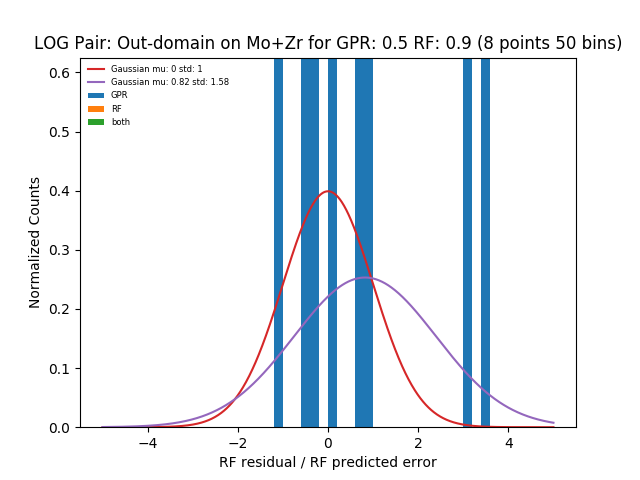 LOG Pair: Out-domain on Mo+Zr for GPR: 0.5 RF: 0.9 (8 points 50 bins)
Gaussian mu: 0 std: 1
Gaussian mu: 0.82 std: 1.58
GPR
RF
both
0.6
0.5
0.4
0.3
0.2
0.1
0.0
Normalized Counts
−4 −2 0 2 4
RF residual / RF predicted error